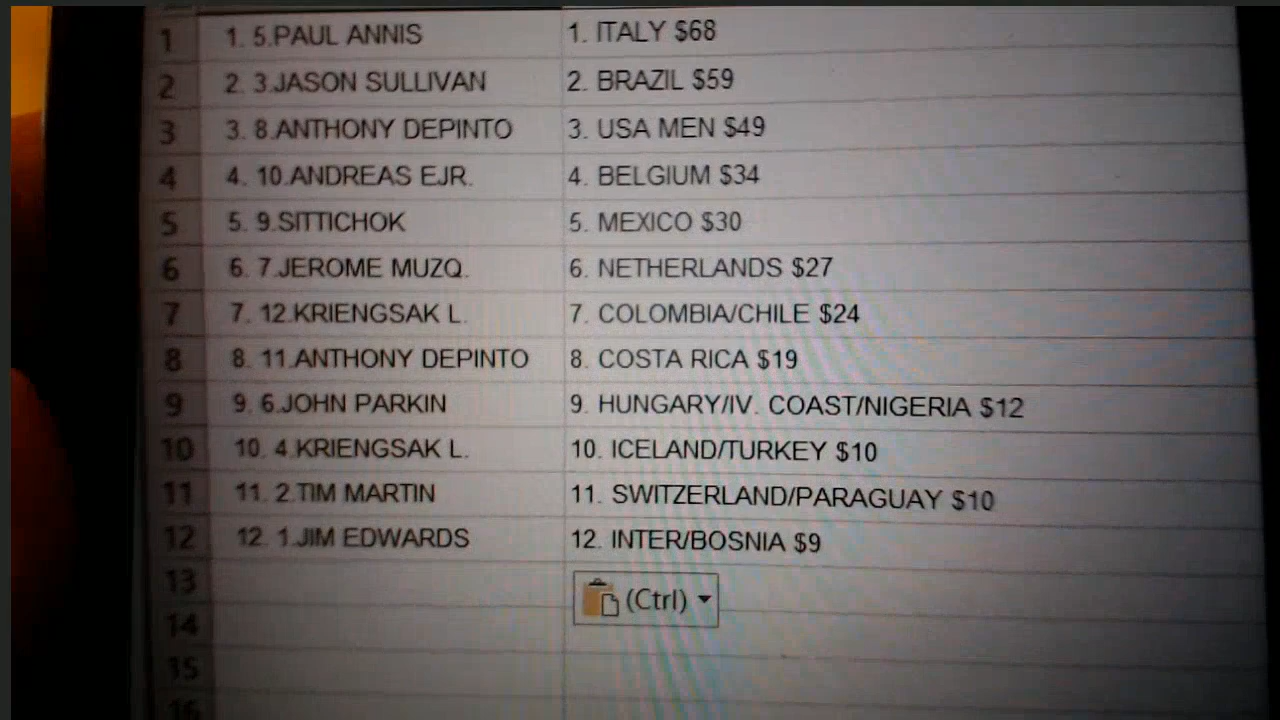 1 1. 5.PAUL ANNIS 1. ITALY $68
2 2. 3.JASON SULLIVAN 2. BRAZIL $59
3 3. 8.ANTHONY DEPINTO 3. USA MEN $49
4 4. 10.ANDREAS EJR. 4. BELGIUM $34
5 5. 9.SITTICHOK 5. MEXICO $30
6 6. 7.JEROME MUZQ. 6. NETHERLANDS $27
7 7. 12.KRIENGSAK L. 7. COLOMBIA/CHILE $24
8 8. 11.ANTHONY DEPINTO 8. COSTA RICA $19
9 9. 6.JOHN PARKIN 9. HUNGARY/IV. COAST/NIGERIA $12
10 10. 4.KRIENGSAK L. 10. ICELAND/TURKEY $10
11 11. 2.TIM MARTIN 11. SWITZERLAND/PARAGUAY $10
12 12. 1.JIM EDWARDS 12. INTER/BOSNIA $9
13 (Ctrl)
14
15
16